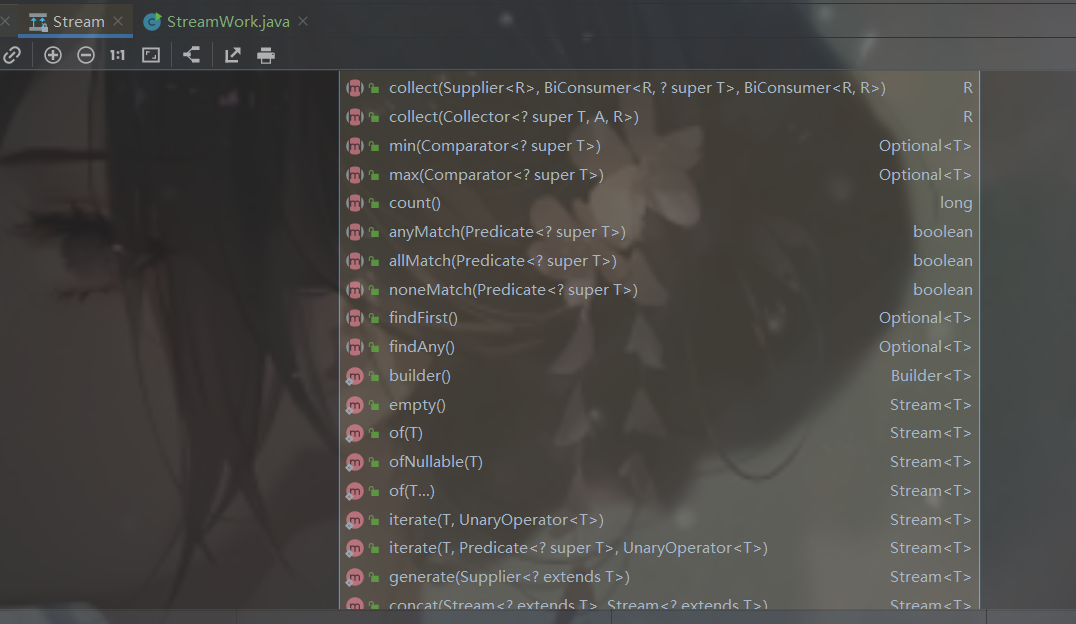 Stream StreamWork.java
1:1
collect(Supplier<R>, BiConsumer<R, ? super T>, BiConsumer<R, R>) R
collect(Collector<? super T, A, R>) R
min(Comparator<? super T>) Optional<T>
max(Comparator<? super T>) Optional<T>
count() long
anyMatch(Predicate<? super T>) boolean
allMatch(Predicate<? super T>) boolean
noneMatch(Predicate<? super T>) boolean
findFirst() Optional<T>
findAny() Optional<T>
builder() Builder<T>
empty() Stream<T>
of(T) Stream<T>
ofNullable(T) Stream<T>
of(T...) Stream<T>
iterate(T, UnaryOperator<T>) Stream<T>
iterate(T, Predicate<? super T>, UnaryOperator<T>) Stream<T>
generate(Supplier<? extends T>) Stream<T>
concat(Stream<? extends T>, Stream<? extends T>) Stream<T>